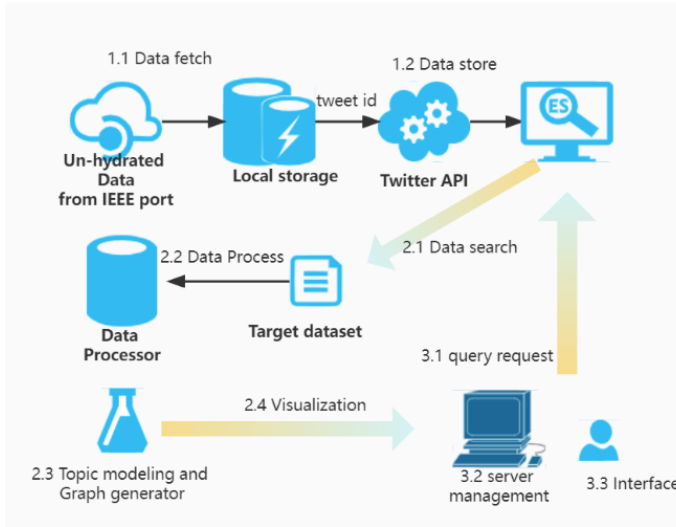 1.1 Data fetch
1.2 Data store
tweet id
ES
Un-hydrated
Data
from IEEE port
Local storage
Twitter API
2.1 Data search
2.2 Data Process
Data
Processor
Target dataset
3.1 query request
2.4 Visualization
2.3 Topic modeling and
Graph generator
3.2 server
management
3.3 Interface